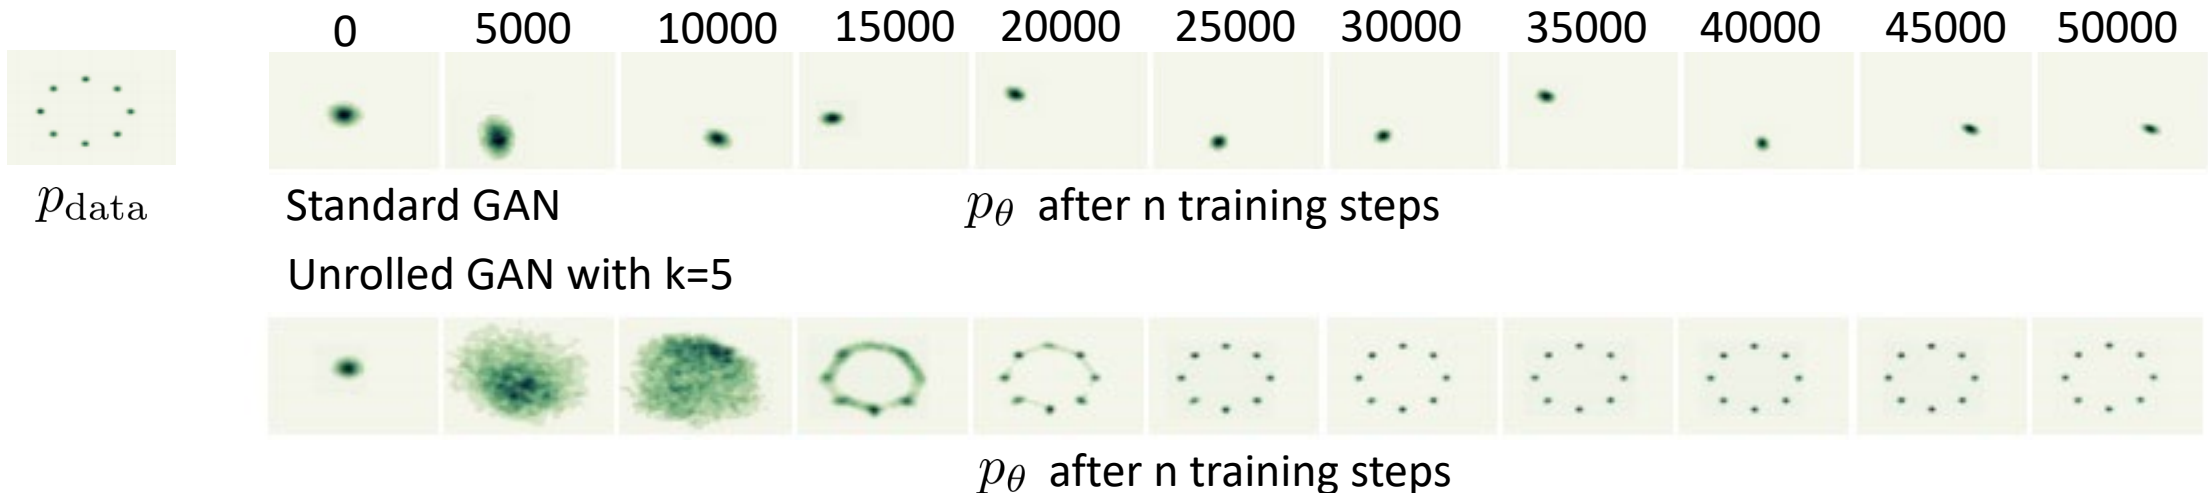 0 5000 10000 15000 20000 25000 30000 35000 40000 45000 50000
p_data
Standard GAN
p_θ after n training steps
Unrolled GAN with k=5
p_θ after n training steps